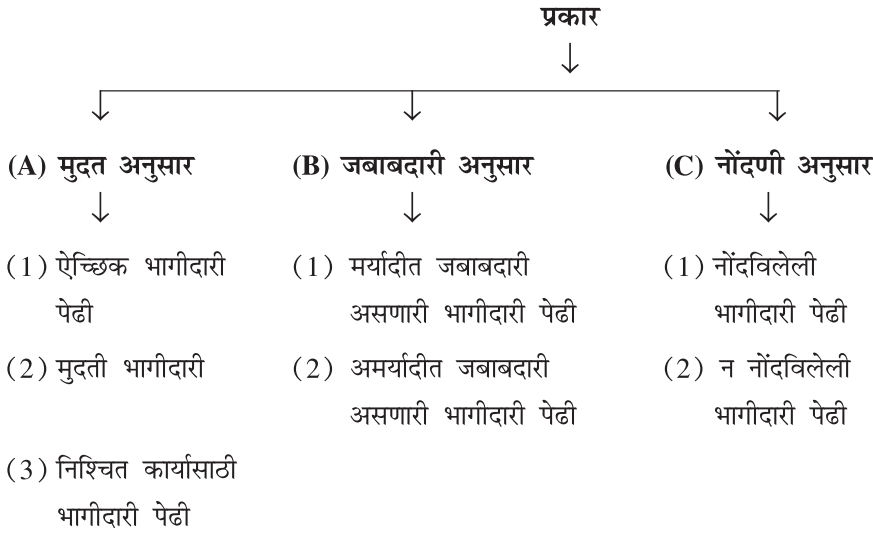 प्रकार
(A) मुदत अनुसार
(1) ऐच्छिक भागीदारी
पेढी
(2) मुदती भागीदारी
(3) निश्चित कार्यासाठी
भागीदारी पेढी
(B) जबाबदारी अनुसार
(1) मर्यादीत जबाबदारी
असणारी भागीदारी पेढी
(2) अमर्यादीत जबाबदारी
असणारी भागीदारी पेढी
(C) नोंदणी अनुसार
(1) नोंदविलेली
भागीदारी पेढी
(2) न नोंदविलेली
भागीदारी पेढी